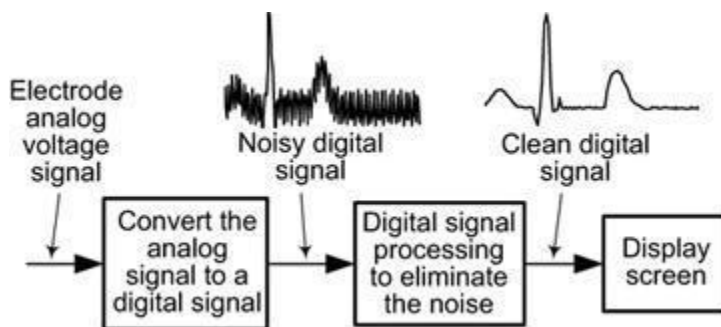 Electrode
analog
voltage
signal
Noisy digital
signal
Clean digital
signal
Convert the
analog
signal to a
digital signal
Digital signal
processing
to eliminate
the noise
Display
screen